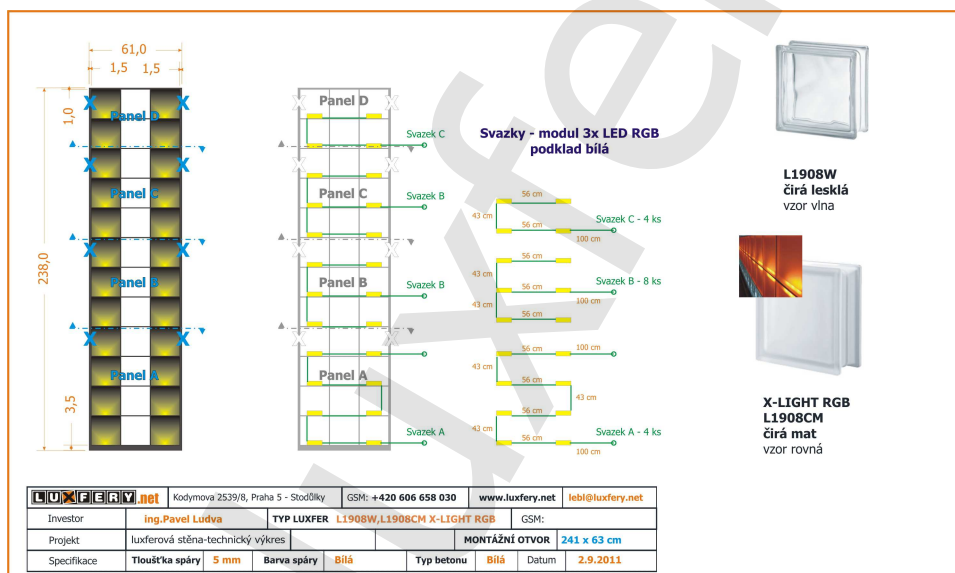 61,0
1,5 1,5
1,0
238,0
3,5
X X
Panel D
X X
Panel C
X X
Panel B
X X
Panel A
X X
Panel D
Svazek C
X X
Panel C
Svazek B
X X
Panel B
Svazek B
X X
Panel A
Svazek A
Svazky - modul 3x LED RGB
podklad bílá
56 cm
43 cm
Svazek C - 4 ks
56 cm
100 cm
56 cm
43 cm
Svazek B - 8 ks
56 cm
100 cm
43 cm
56 cm
100 cm
43 cm
56 cm
43 cm
56 cm
43 cm
Svazek A - 4 ks
56 cm
100 cm
L1908W
čirá lesklá
vzor vlna
X-LIGHT RGB
L1908CM
čirá mat
vzor rovná
luxfery
LUXFERY.net Kodymova 2539/8, Praha 5 - Stodůlky GSM: +420 606 658 030 www.luxfery.net lebl@luxfery.net
Investor ing.Pavel Ludva TYP LUXFER L1908W,L1908CM X-LIGHT RGB GSM:
Projekt luxferová stěna-technický výkres MONTÁŽNÍ OTVOR 241 x 63 cm
Specifikace Tloušťka spáry 5 mm Barva spáry Bílá Typ betonu Bílá Datum 2.9.2011